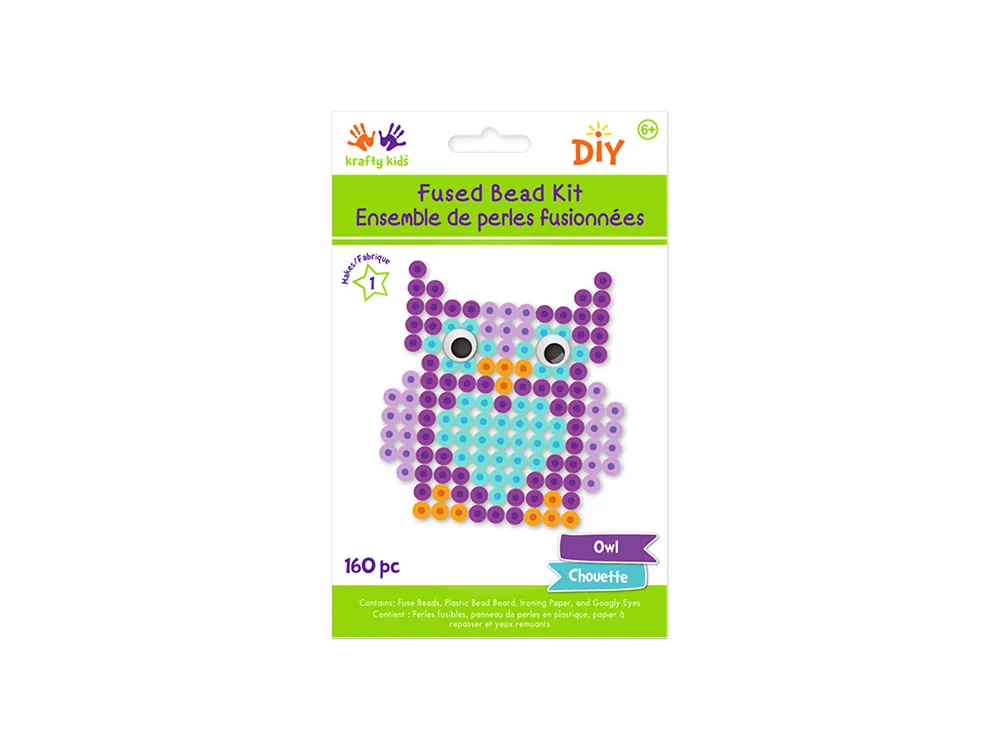 krafty kids
DiY
6+
Fused Bead Kit
Ensemble de perles fusionnées
Makes/Fabrique
1
Owl
Chouette
160 pc
Contains: Fuse Beads, Plastic Bead Board, Ironing Paper, and Googly Eyes
Contient : Perles fusibles, panneau de perles en plastique, papier à
repasser et yeux remuants